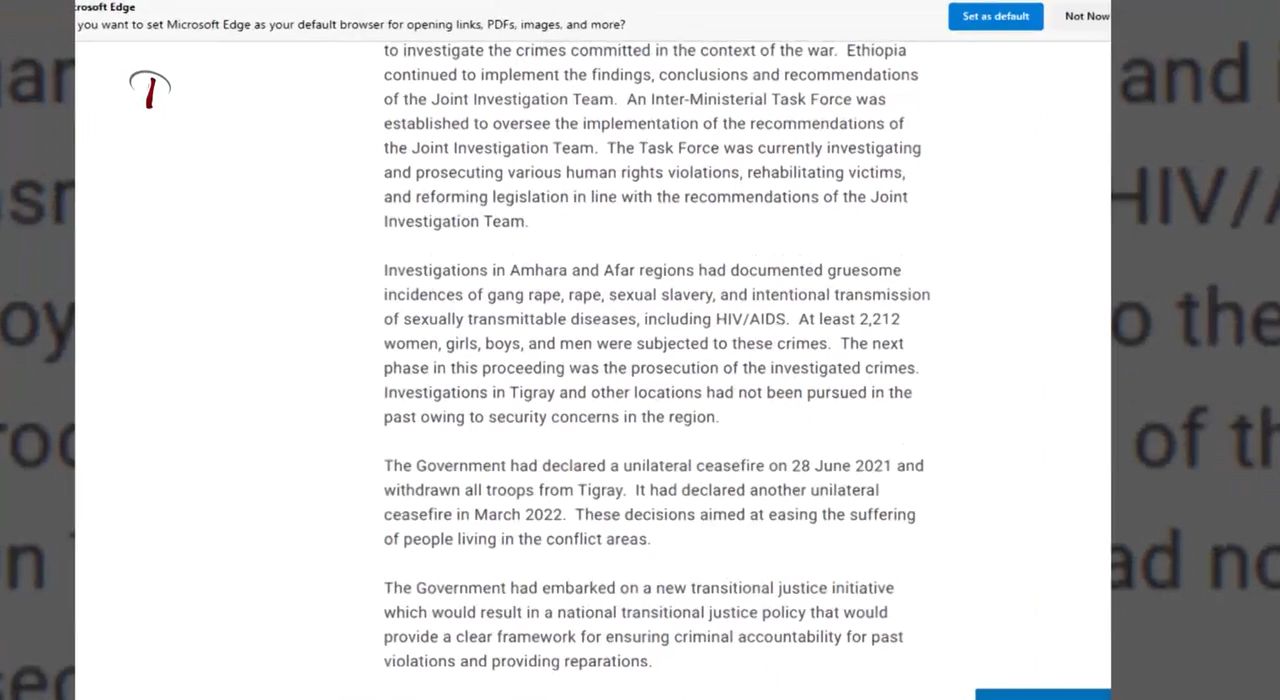 rosoft Edge
you want to set Microsoft Edge as your default browser for opening links, PDFs, images, and more?
Set as default
Not Now
to investigate the crimes committed in the context of the war. Ethiopia
continued to implement the findings, conclusions and recommendations
of the Joint Investigation Team. An Inter-Ministerial Task Force was
established to oversee the implementation of the recommendations of
the Joint Investigation Team. The Task Force was currently investigating
and prosecuting various human rights violations, rehabilitating victims,
and reforming legislation in line with the recommendations of the Joint
Investigation Team.
Investigations in Amhara and Afar regions had documented gruesome
incidences of gang rape, rape, sexual slavery, and intentional transmission
of sexually transmittable diseases, including HIV/AIDS. At least 2,212
women, girls, boys, and men were subjected to these crimes. The next
phase in this proceeding was the prosecution of the investigated crimes.
Investigations in Tigray and other locations had not been pursued in the
past owing to security concerns in the region.
The Government had declared a unilateral ceasefire on 28 June 2021 and
withdrawn all troops from Tigray. It had declared another unilateral
ceasefire in March 2022. These decisions aimed at easing the suffering
of people living in the conflict areas.
The Government had embarked on a new transitional justice initiative
which would result in a national transitional justice policy that would
provide a clear framework for ensuring criminal accountability for past
violations and providing reparations.
and
HIV/
o the
of th
ad no